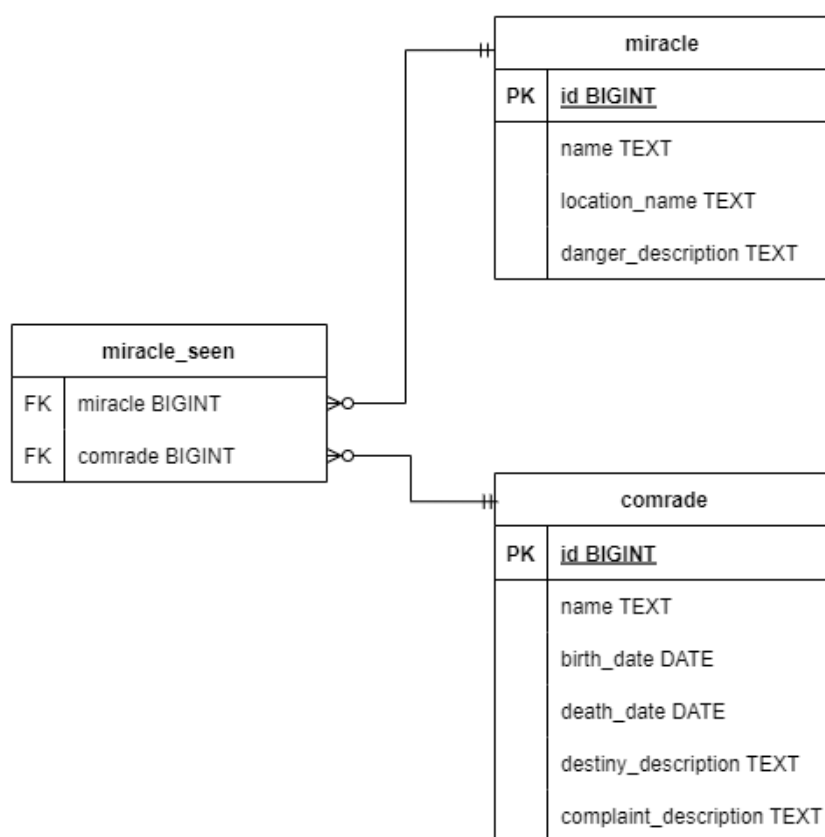 miracle
PK id BIGINT
name TEXT
location_name TEXT
danger_description TEXT
miracle_seen
FK miracle BIGINT
FK comrade BIGINT
comrade
PK id BIGINT
name TEXT
birth_date DATE
death_date DATE
destiny_description TEXT
complaint_description TEXT